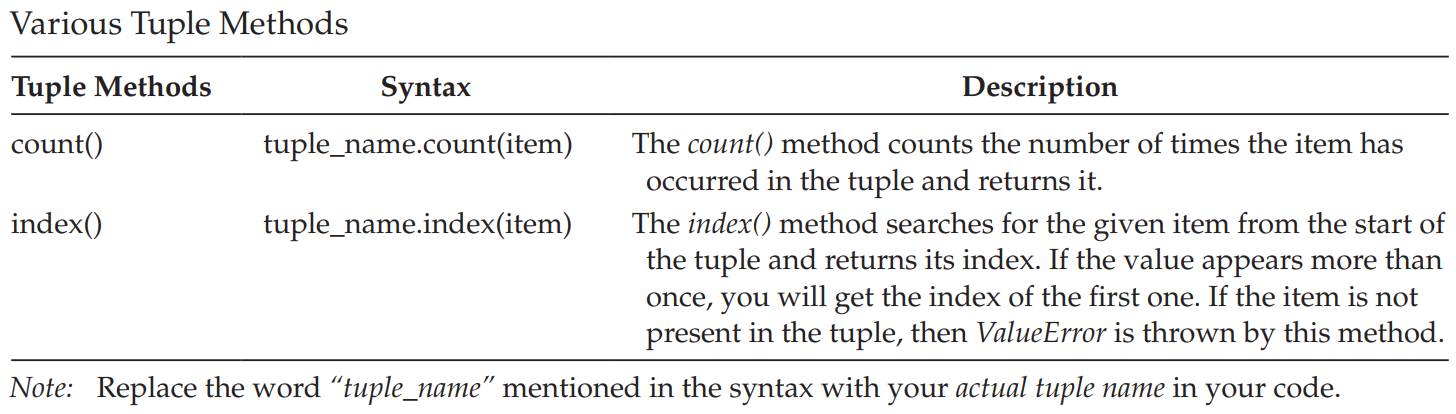 Various Tuple Methods
Tuple Methods Syntax Description
count() tuple_name.count(item) The count() method counts the number of times the item has
occurred in the tuple and returns it.
index() tuple_name.index(item) The index() method searches for the given item from the start of
the tuple and returns its index. If the value appears more than
once, you will get the index of the first one. If the item is not
present in the tuple, then ValueError is thrown by this method.
Note: Replace the word “tuple_name” mentioned in the syntax with your actual tuple name in your code.